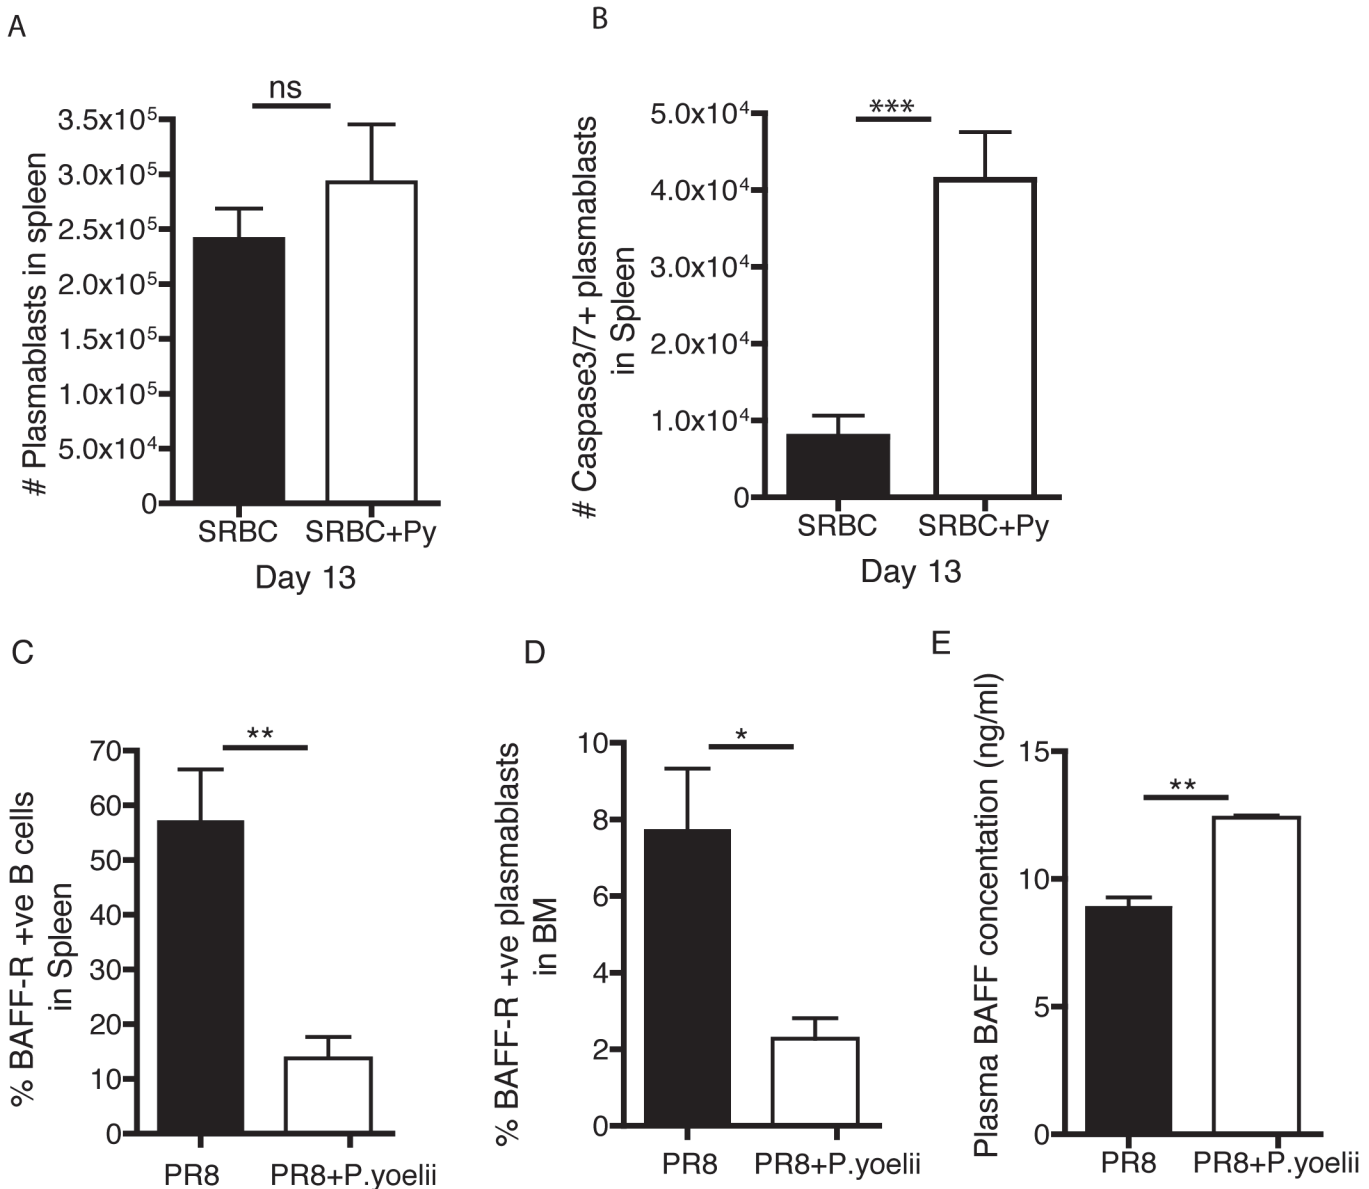 A
ns
# Plasmablasts in spleen
3.5x10⁵
3.0x10⁵
2.5x10⁵
2.0x10⁵
1.5x10⁵
1.0x10⁵
5.0x10⁴
0
SRBC SRBC+Py
Day 13
B
***
# Caspase3/7+ plasmablasts
in Spleen
5.0x10⁴
4.0x10⁴
3.0x10⁴
2.0x10⁴
1.0x10⁴
0
SRBC SRBC+Py
Day 13
C
**
% BAFF-R +ve B cells
in Spleen
70
60
50
40
30
20
10
0
PR8 PR8+P.yoelii
D
*
% BAFF-R +ve plasmablasts
in BM
10
8
6
4
2
0
PR8 PR8+P.yoelii
E
**
Plasma BAFF concentation (ng/ml)
15
10
5
0
PR8 PR8+P.yoelii